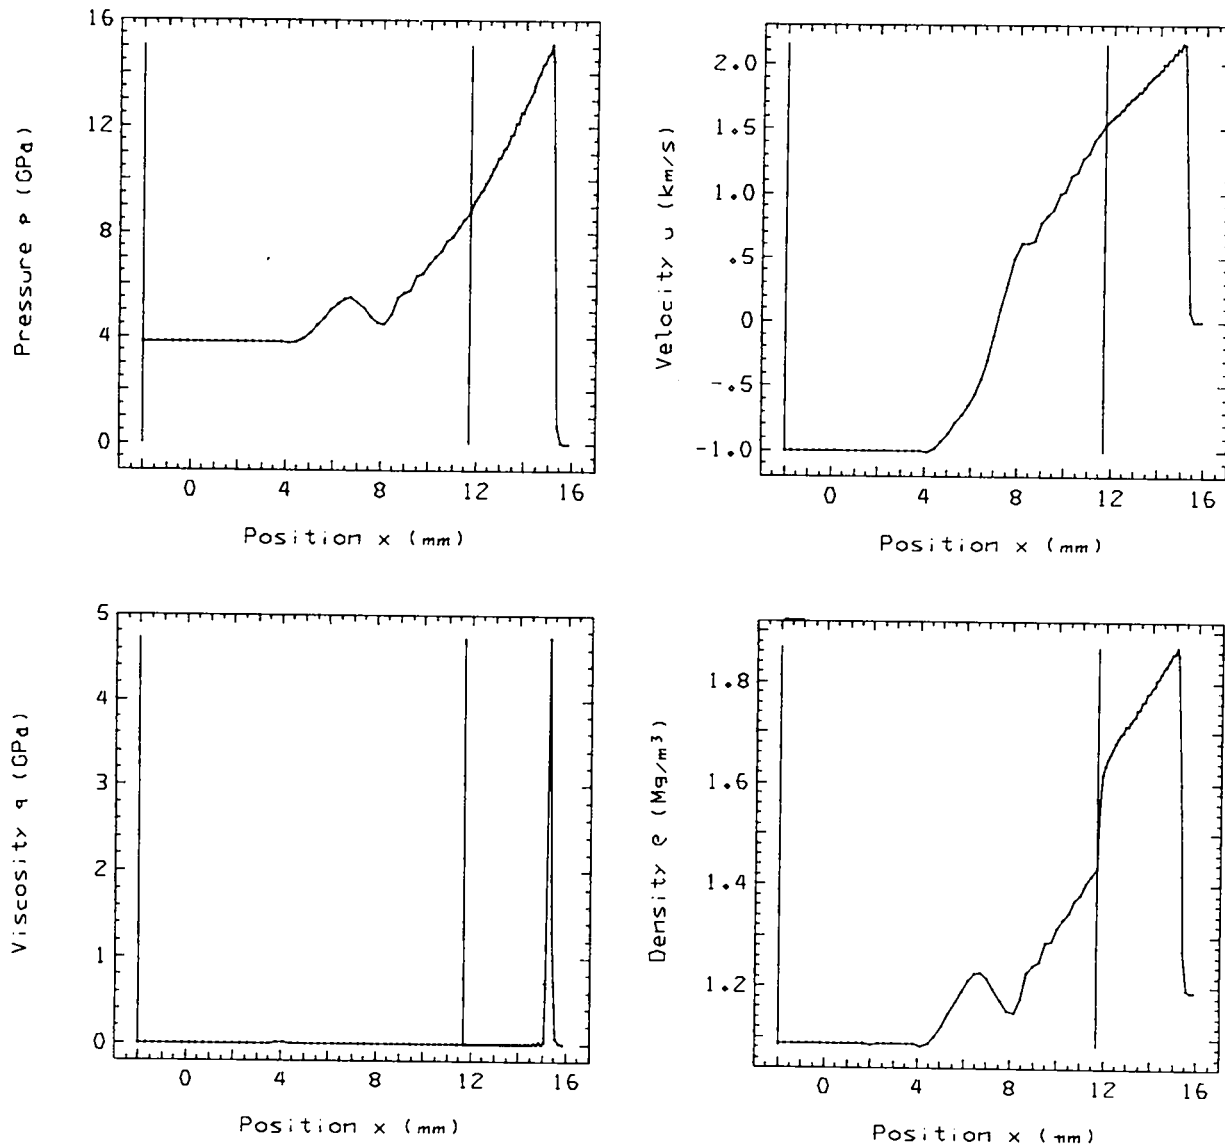 16
12
8
4
0
Pressure p (GPa)
0 4 8 12 16
Position x (mm)
2.0
1.5
1.0
.5
0
-.5
-1.0
Velocity u (km/s)
0 4 8 12 16
Position x (mm)
5
4
3
2
1
0
Viscosity q (GPa)
0 4 8 12 16
Position x (mm)
1.8
1.6
1.4
1.2
Density ρ (Mg/m³)
0 4 8 12 16
Position x (mm)